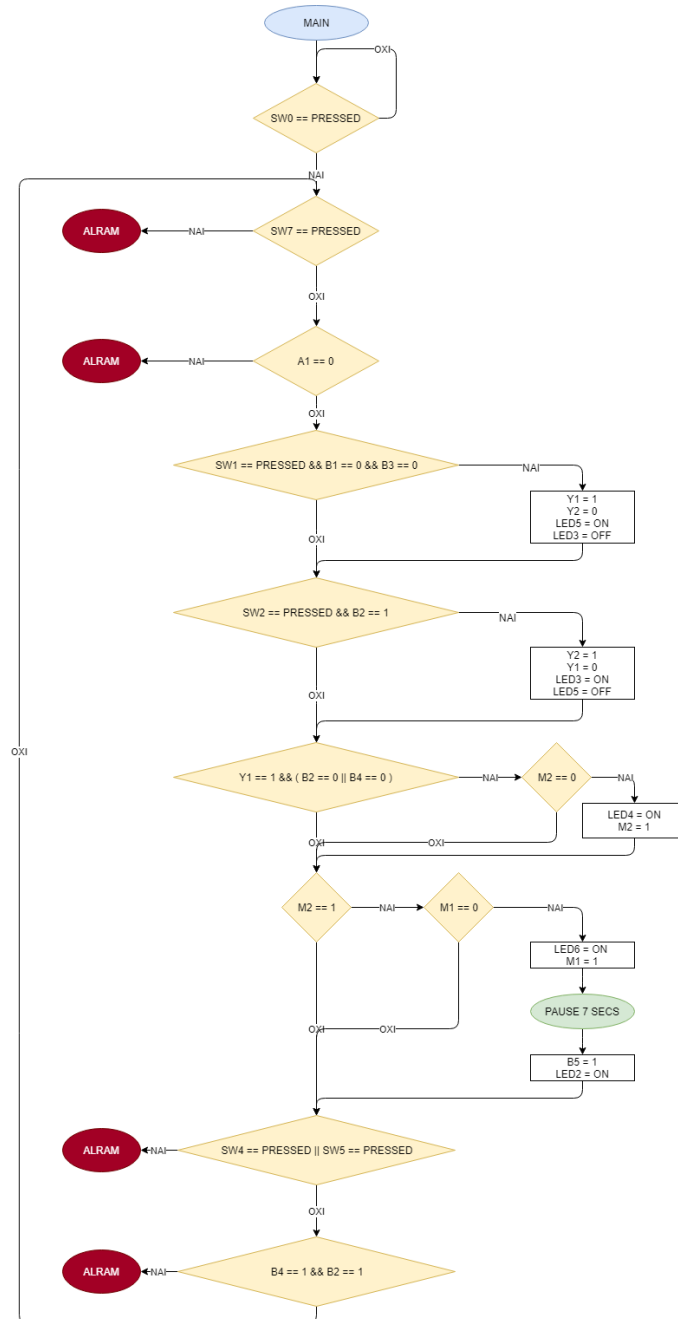 MAIN
OXI
SW0 == PRESSED
NAI
ALRAM
NAI
SW7 == PRESSED
OXI
ALRAM
NAI
A1 == 0
OXI
SW1 == PRESSED && B1 == 0 && B3 == 0
NAI
Y1 = 1
Y2 = 0
LED5 = ON
LED3 = OFF
OXI
SW2 == PRESSED && B2 == 1
NAI
Y2 = 1
Y1 = 0
LED3 = ON
LED5 = OFF
OXI
OXI
Y1 == 1 && ( B2 == 0 || B4 == 0 )
NAI
M2 == 0
NAI
LED4 = ON
M2 = 1
OXI
OXI
M2 == 1
NAI
M1 == 0
NAI
LED6 = ON
M1 = 1
PAUSE 7 SECS
OXI
OXI
B5 = 1
LED2 = ON
ALRAM
NAI
SW4 == PRESSED || SW5 == PRESSED
OXI
ALRAM
NAI
B4 == 1 && B2 == 1